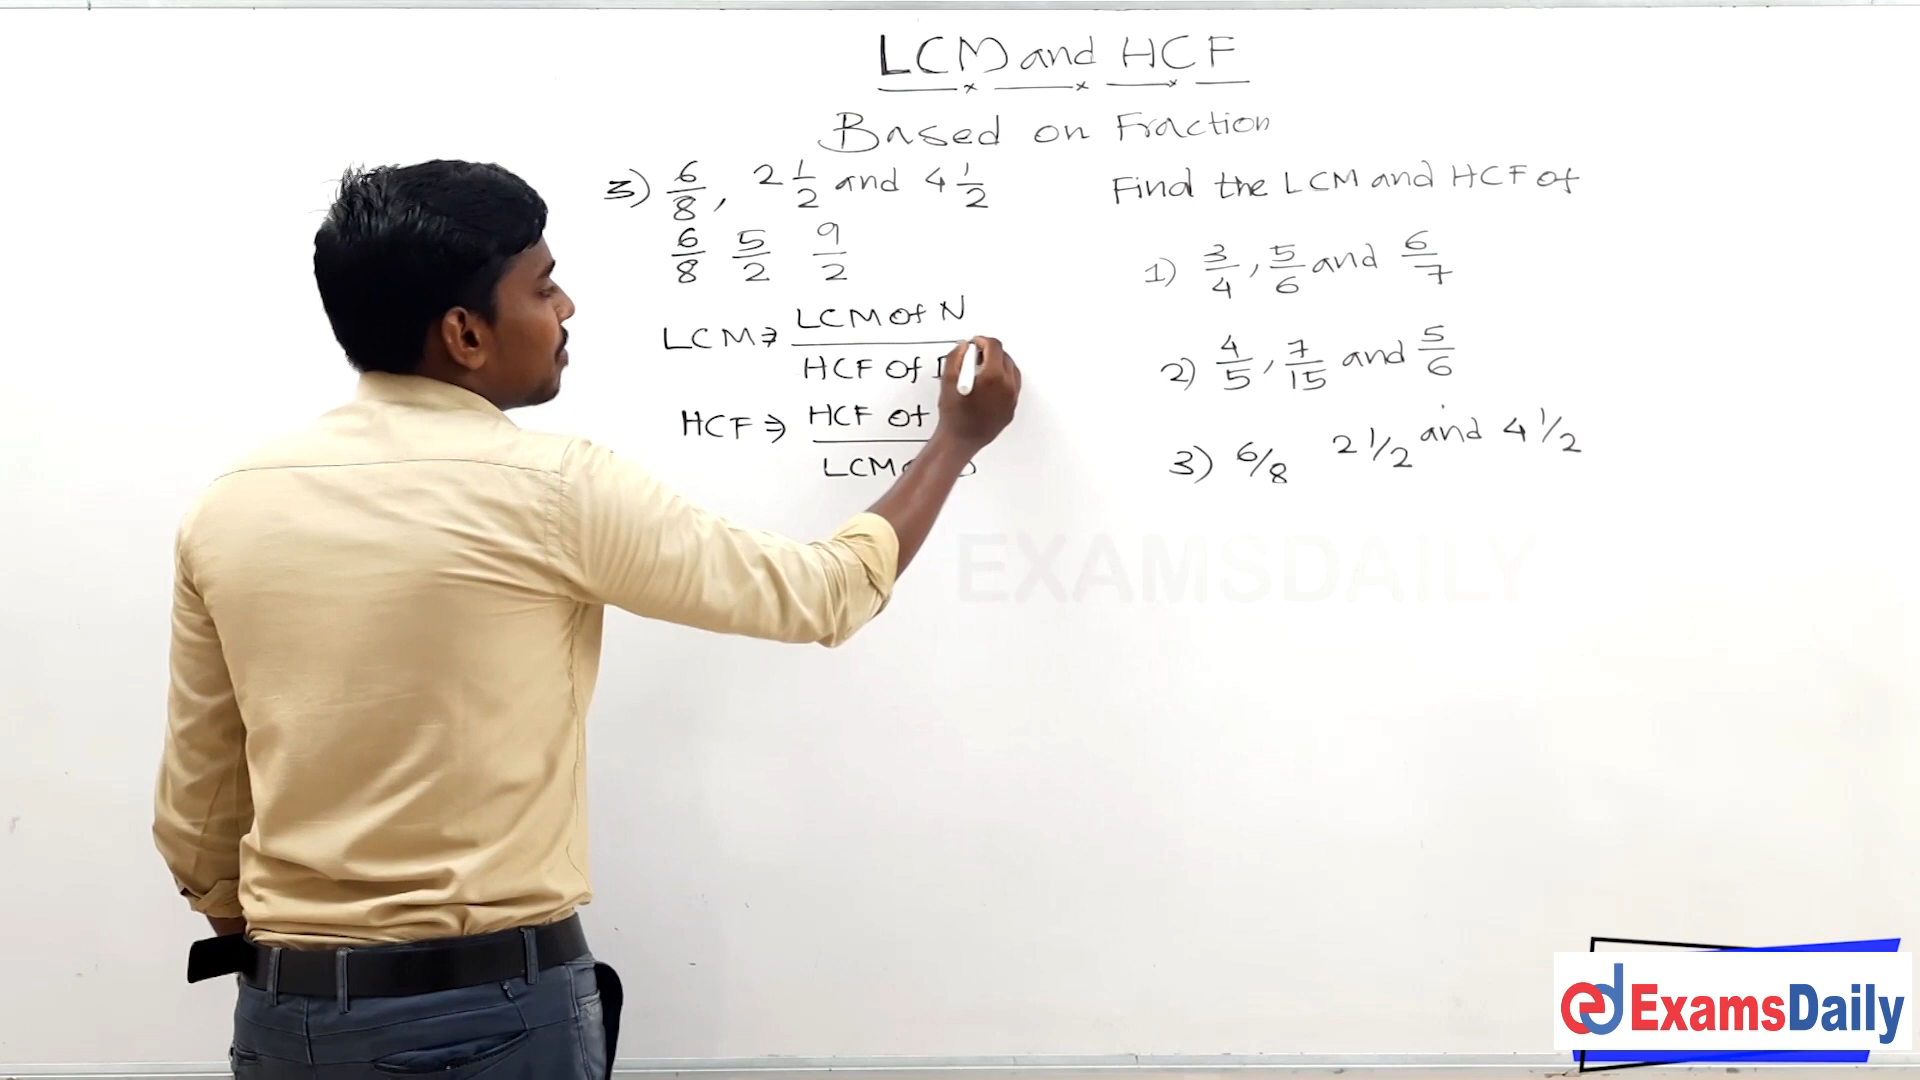 LCM and HCF
Based on Fraction
3) 6/8, 2 1/2 and 4 1/2
6/8 5/2 9/2
LCM ⇒ LCM of N
HCF of
HCF ⇒ HCF of
LCM
Find the LCM and HCF of
1) 3/4, 5/6 and 6/7
2) 4/5, 7/15 and 5/6
3) 6/8 2 1/2 and 4 1/2
EXAMSDAILY
ed ExamsDaily